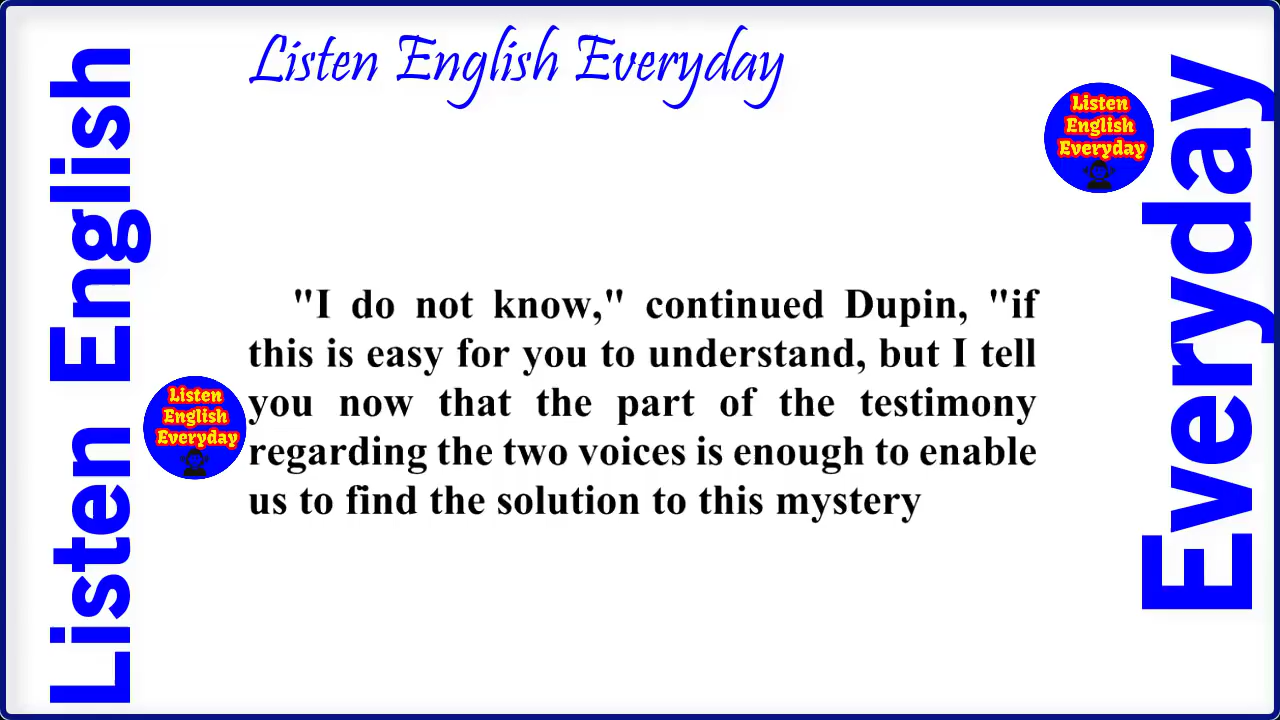 Listen English Everyday
Listen English
Everyday
Listen
English
Everyday
"I do not know," continued Dupin, "if
this is easy for you to understand, but I tell
you now that the part of the testimony
regarding the two voices is enough to enable
us to find the solution to this mystery
Listen
English
Everyday